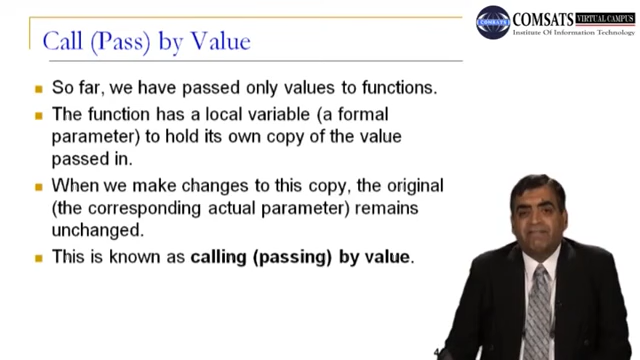 Call (Pass) by Value
COMSATS VIRTUAL CAMPUS
Institute Of Information Technology
So far, we have passed only values to functions.
The function has a local variable (a formal
parameter) to hold its own copy of the value
passed in.
When we make changes to this copy, the original
(the corresponding actual parameter) remains
unchanged.
This is known as calling (passing) by value.